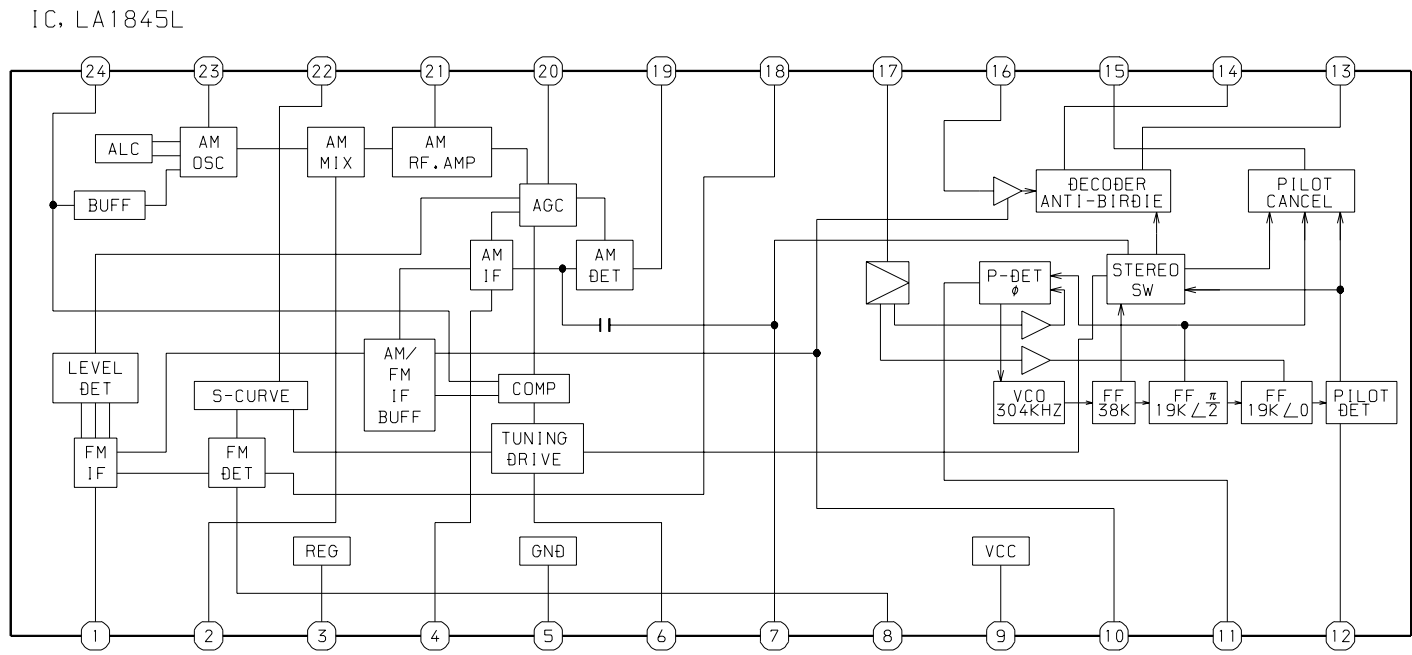 IC, LA1845L
24 23 22 21 20 19 18 17 16 15 14 13
ALC
AM
OSC
AM
MIX
AM
RF.AMP
BUFF
AGC
DECODER
ANTI-BIRDIE
PILOT
CANCEL
AM
IF
AM
DET
P-DET
ø
STEREO
SW
LEVEL
DET
S-CURVE
AM/
FM
IF
BUFF
COMP
VCO
304KHZ
FF
38K
FF
19K∠π/2
FF
19K∠0
PILOT
DET
FM
IF
FM
DET
TUNING
DRIVE
REG
GND
VCC
1 2 3 4 5 6 7 8 9 10 11 12